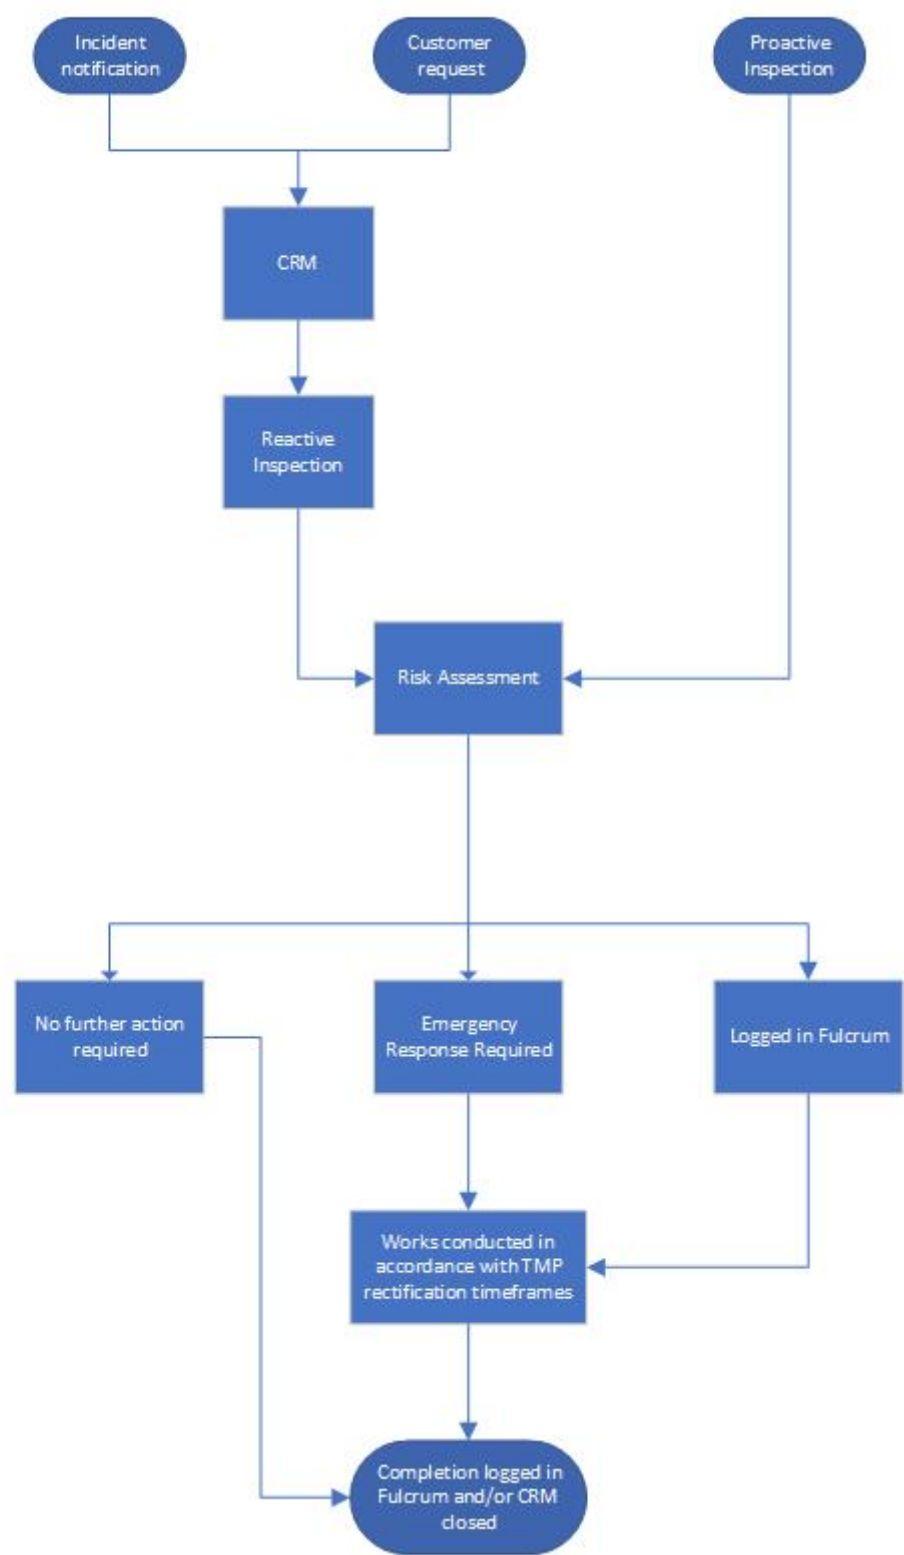 Incident
notification
Customer
request
Proactive
Inspection
CRM
Reactive
Inspection
Risk Assessment
No further action
required
Emergency
Response Required
Logged in Fulcrum
Works conducted in
accordance with TMP
rectification timeframes
Completion logged in
Fulcrum and/or CRM
closed